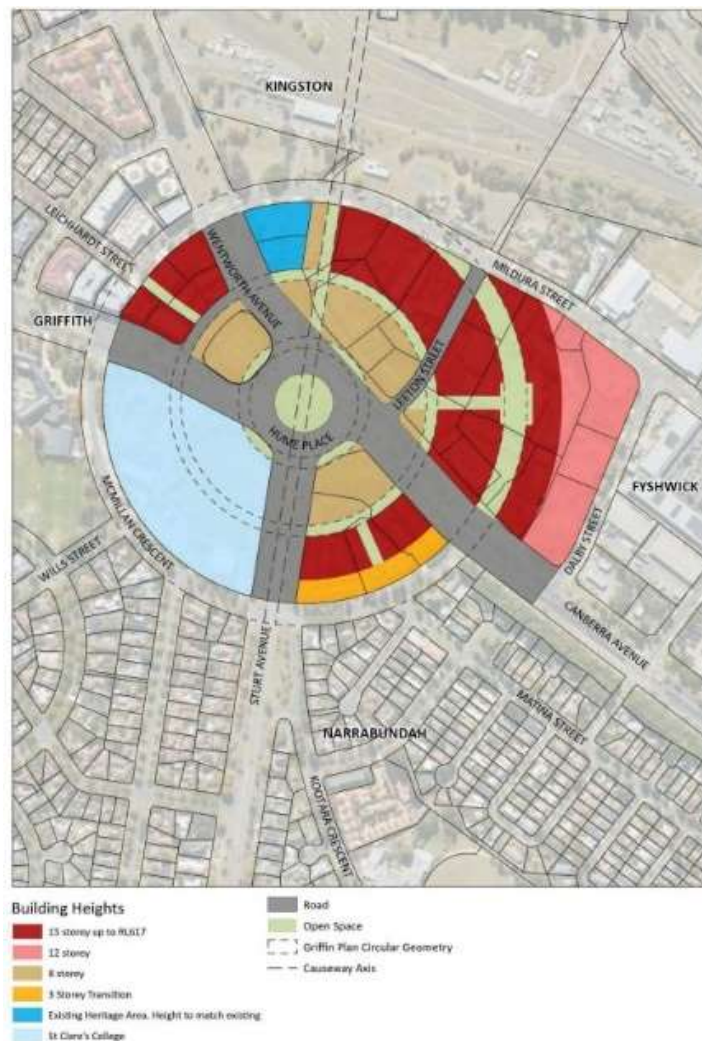 KINGSTON
LEICHHARDT STREET
WENTWORTH AVENUE
MILDURA STREET
GRIFFITH
LEETON STREET
HUME PLACE
FYSHWICK
MCMILLAN CRESCENT
DALBY STREET
WILLS STREET
CANBERRA AVENUE
STURT AVENUE
MATINA STREET
NARRABUNDAH
KOOTARA CRESCENT
Building Heights
15 storey up to RL617
12 storey
8 storey
3 Storey Transition
Existing Heritage Area. Height to match existing
St Clare's College
Road
Open Space
Griffin Plan Circular Geometry
Causeway Axis